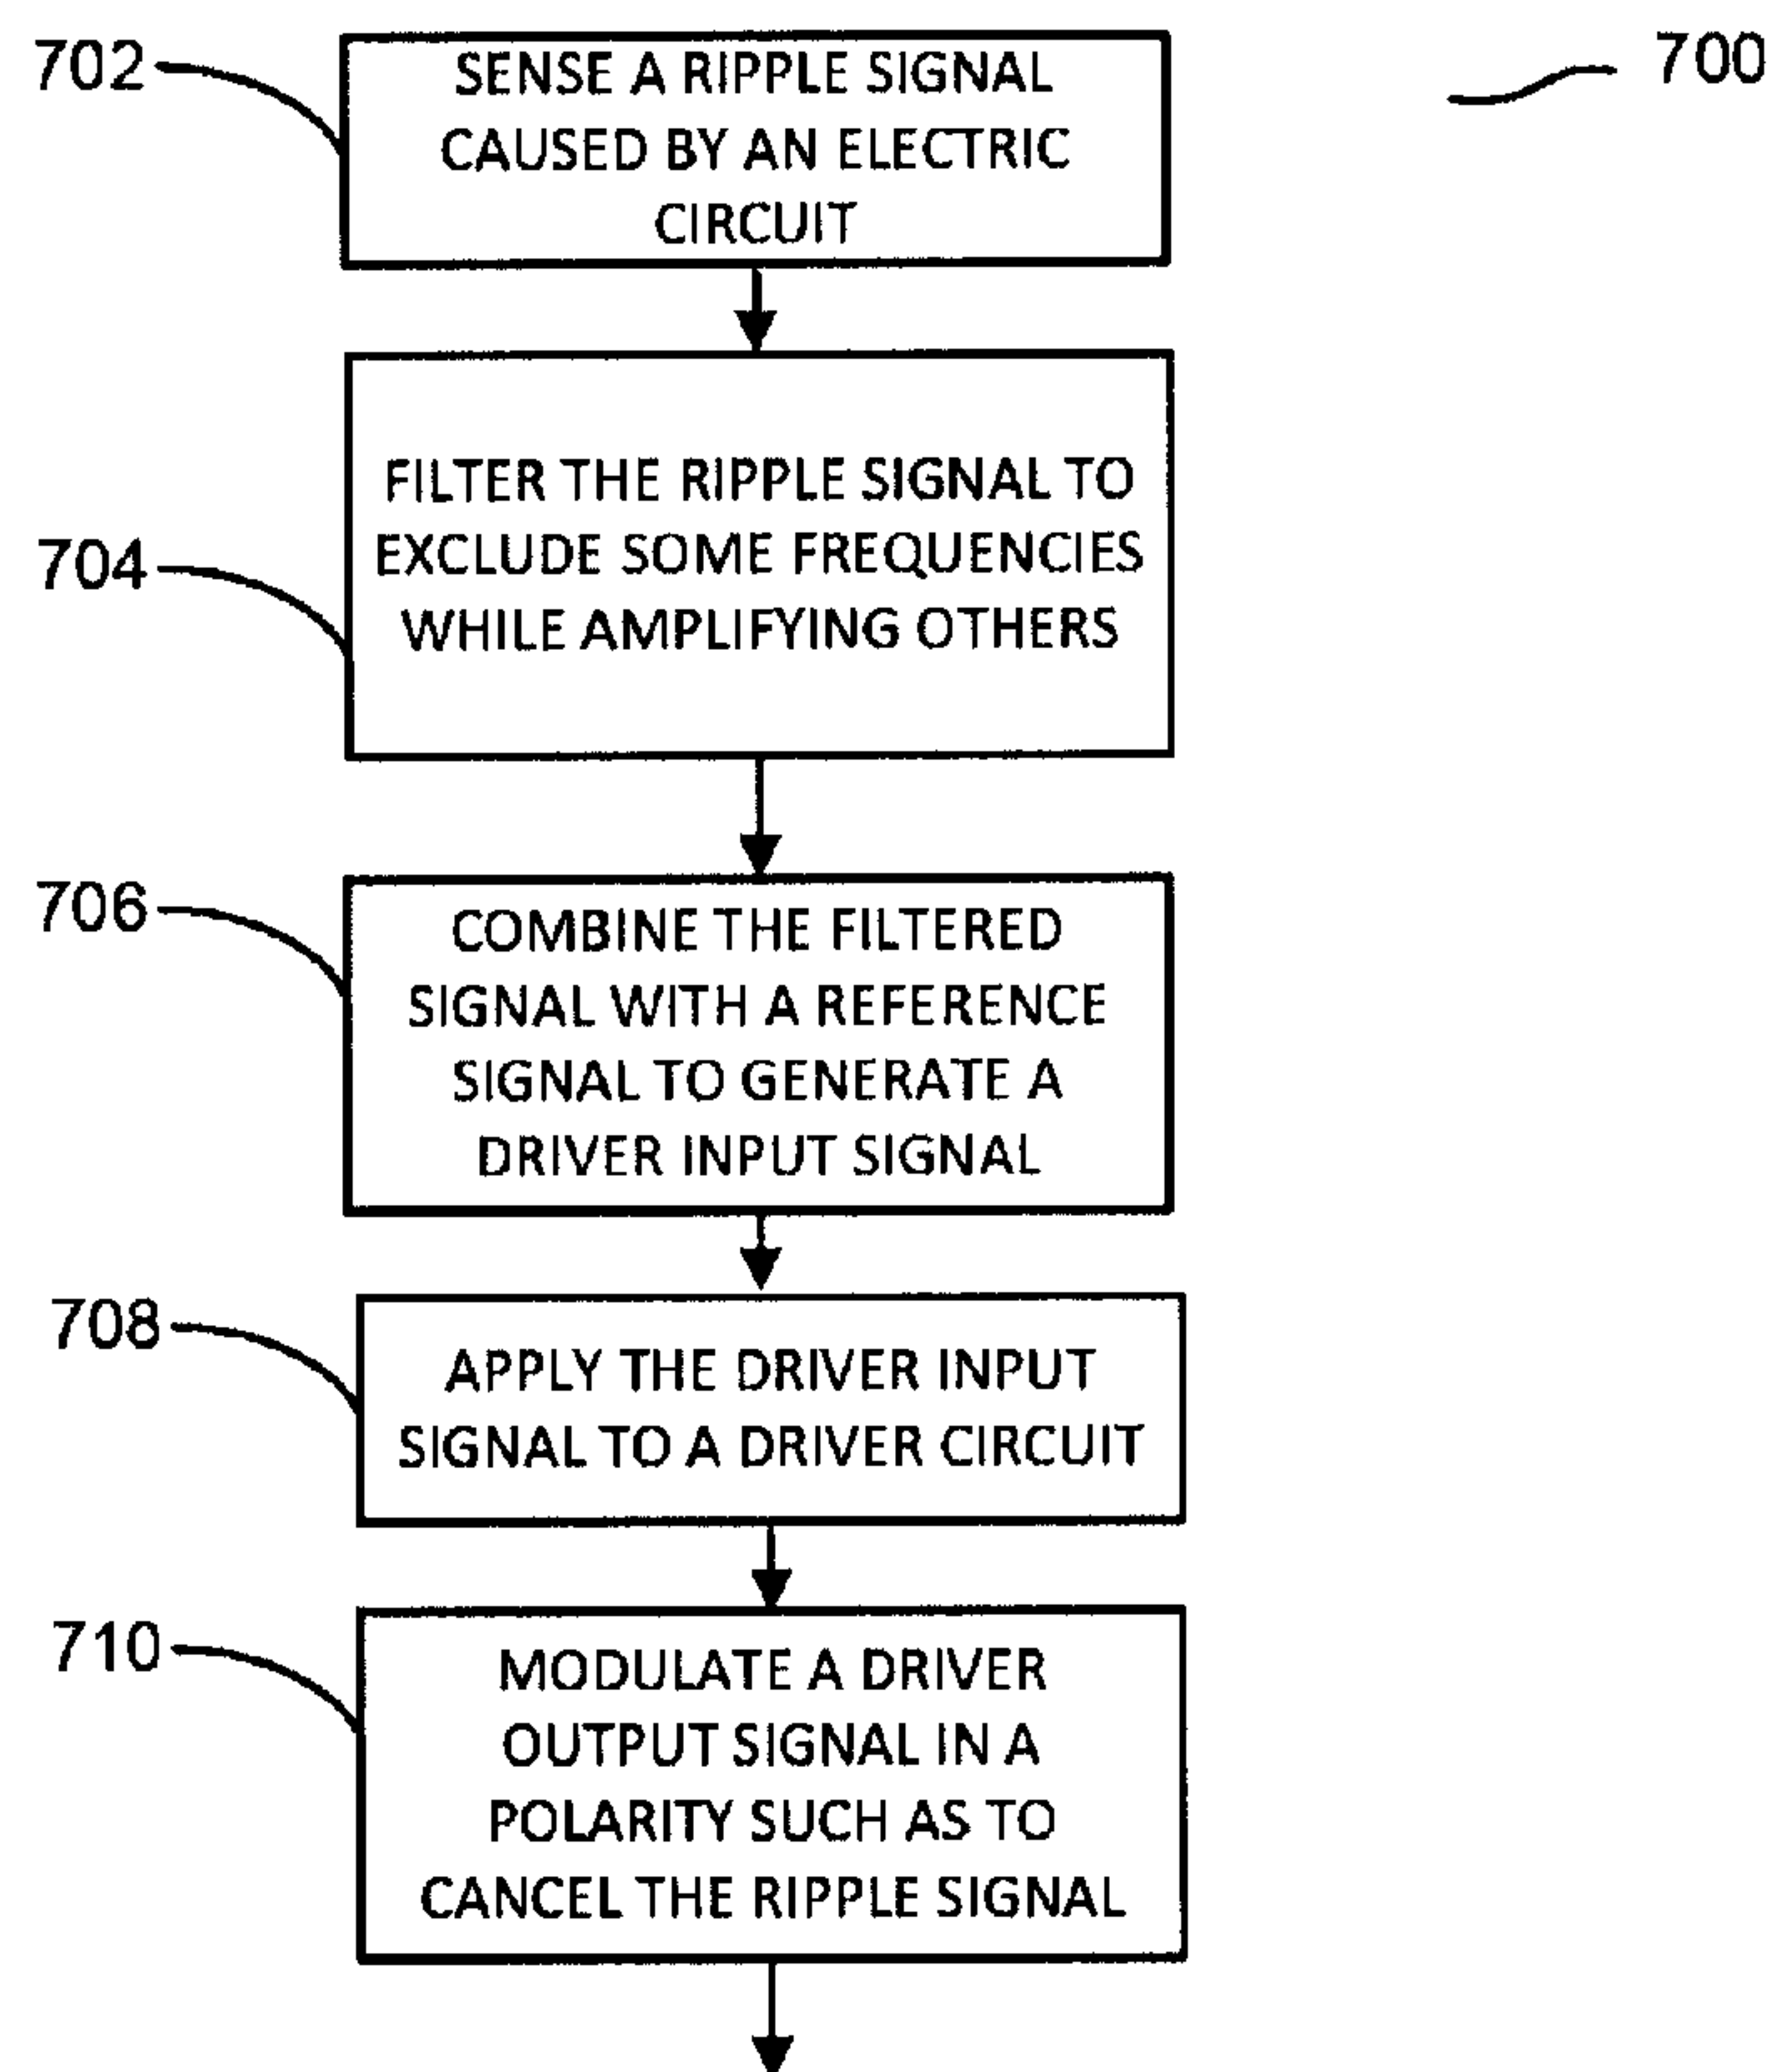 702
700
SENSE A RIPPLE SIGNAL
CAUSED BY AN ELECTRIC
CIRCUIT
704
FILTER THE RIPPLE SIGNAL TO
EXCLUDE SOME FREQUENCIES
WHILE AMPLIFYING OTHERS
706
COMBINE THE FILTERED
SIGNAL WITH A REFERENCE
SIGNAL TO GENERATE A
DRIVER INPUT SIGNAL
708
APPLY THE DRIVER INPUT
SIGNAL TO A DRIVER CIRCUIT
710
MODULATE A DRIVER
OUTPUT SIGNAL IN A
POLARITY SUCH AS TO
CANCEL THE RIPPLE SIGNAL